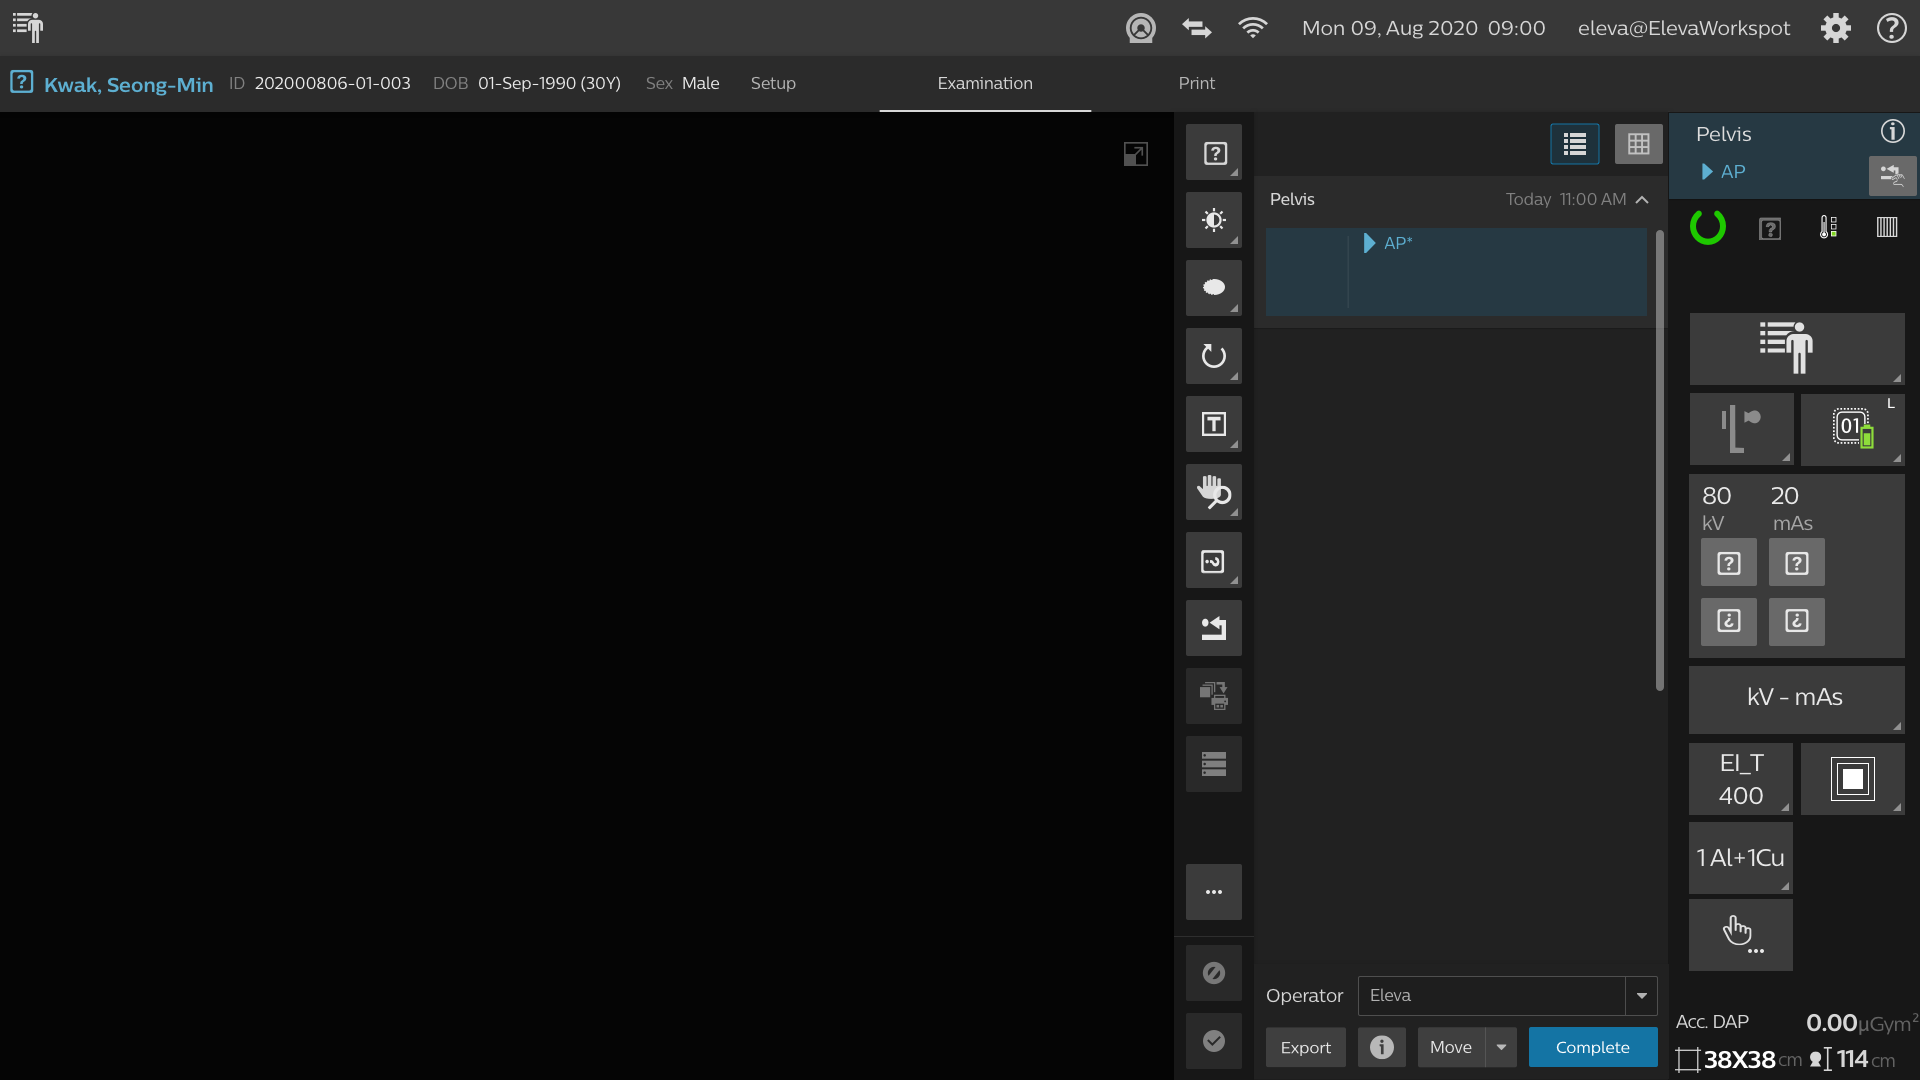 Mon 09, Aug 2020 09:00 eleva@ElevaWorkspot ?
? Kwak, Seong-Min ID 202000806-01-003 DOB 01-Sep-1990 (30Y) Sex Male Setup Examination Print
Pelvis
AP
Pelvis Today 11:00 AM
AP*
?
T
?
...
01
L
80 20
kV mAs
? ?
¿ ¿
kV - mAs
EI_T
400
1 Al+1Cu
...
Operator Eleva
Export i Move Complete
Acc. DAP 0.00 µGym²
38X38 cm 114 cm